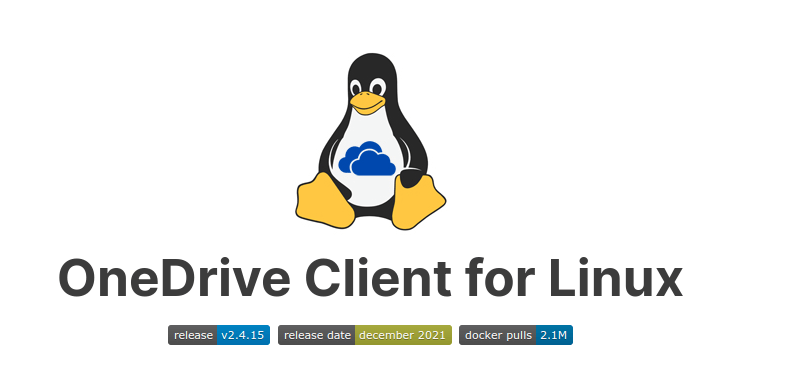 OneDrive Client for Linux
release v2.4.15 release date december 2021 docker pulls 2.1M